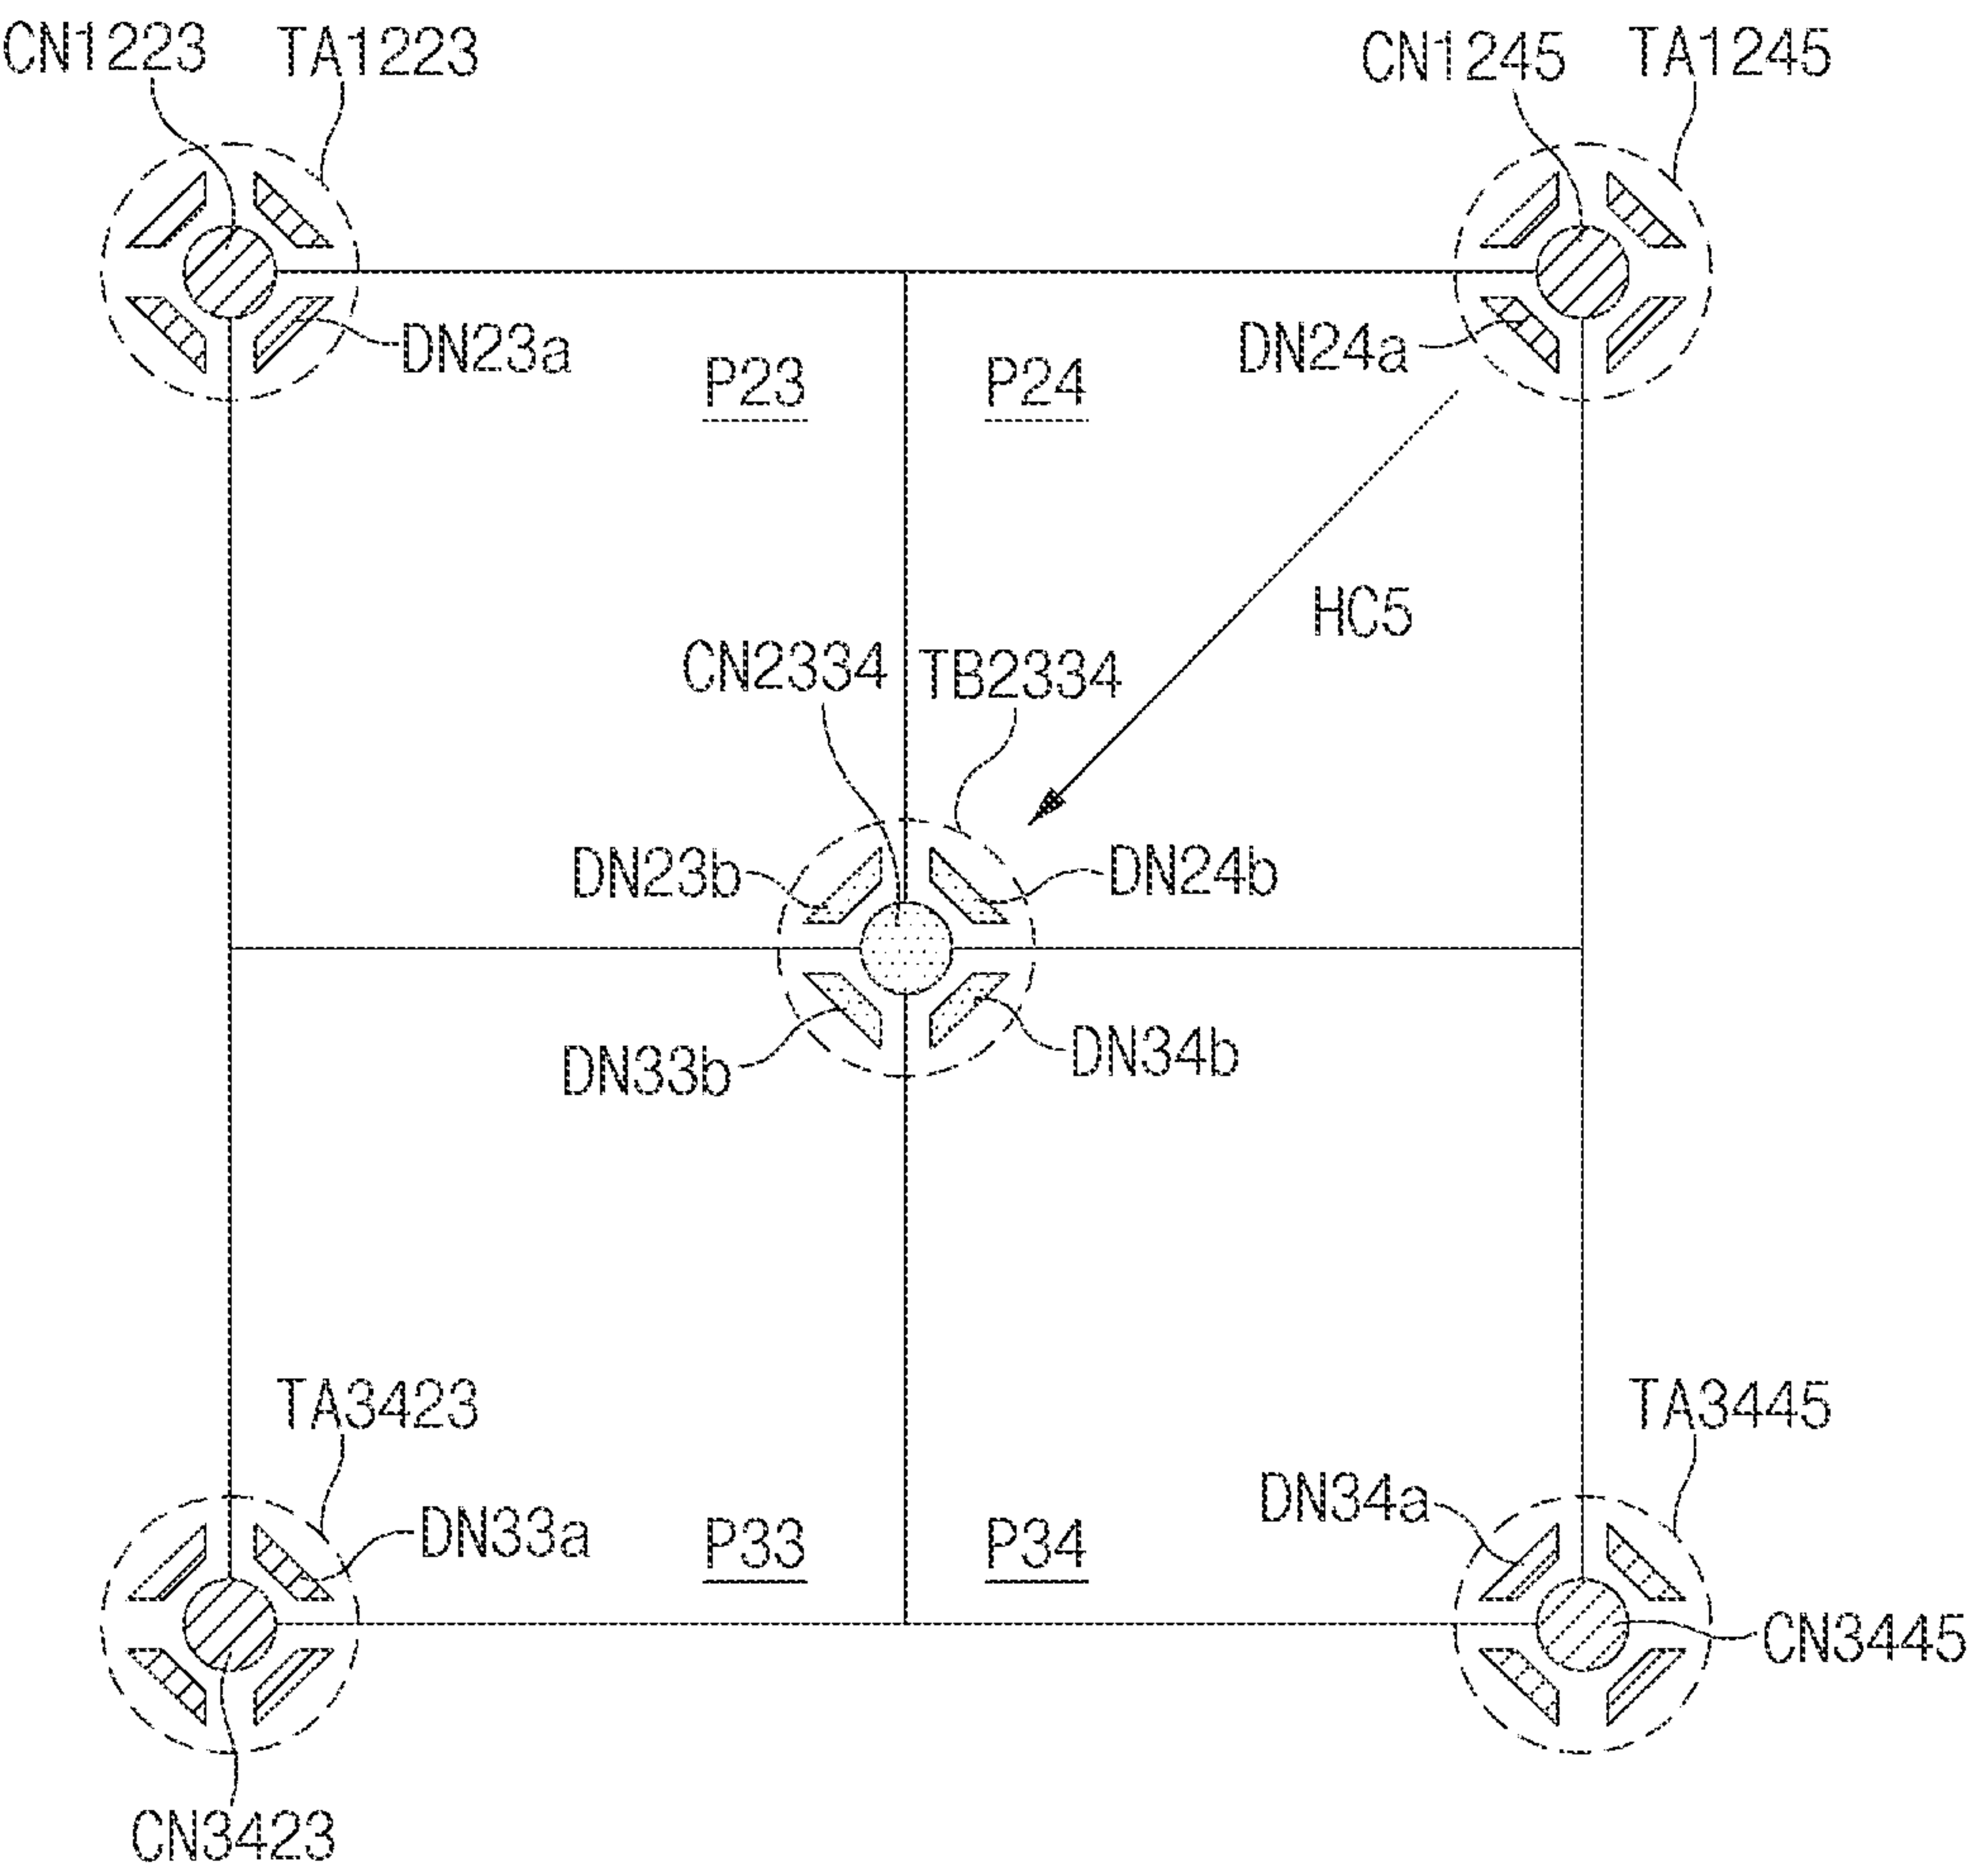 CN1223 TA1223 CN1245 TA1245
DN23a P23 P24 DN24a
HC5
CN2334 TB2334
DN23b DN24b
DN33b DN34b
TA3423 TA3445
DN33a P33 P34 DN34a
CN3445
CN3423